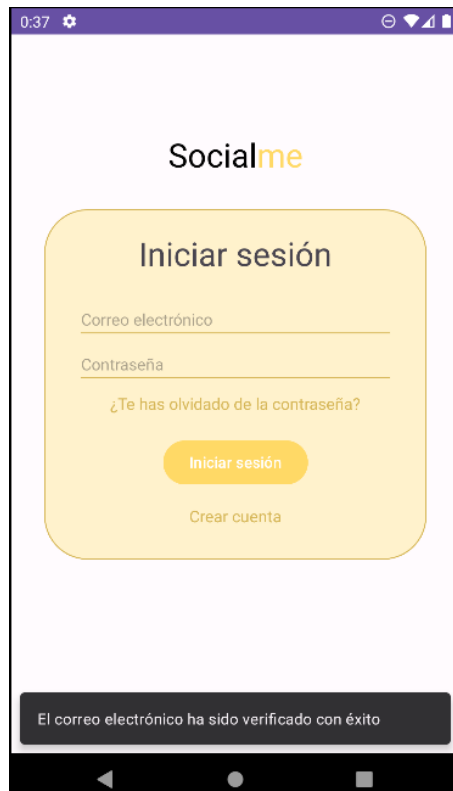 0:37
Socialme
Iniciar sesión
Correo electrónico
Contraseña
¿Te has olvidado de la contraseña?
Iniciar sesión
Crear cuenta
El correo electrónico ha sido verificado con éxito